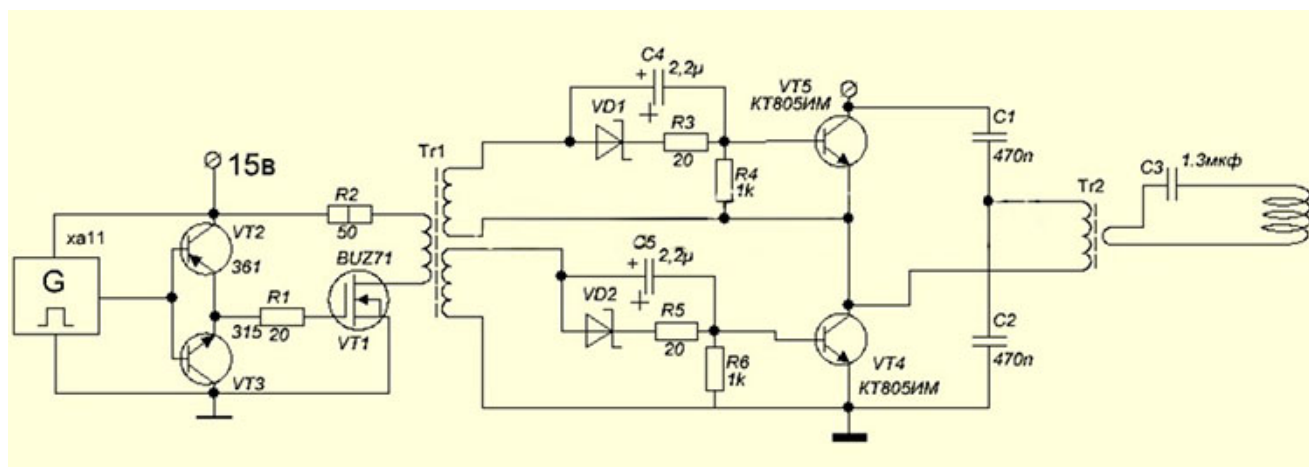 C4
2,2µ
VT5
КТ805ИМ
VD1
R3
20
C1
470n
Tr1
R4
1k
15в
C3
1.3мкф
Tr2
R2
50
xa11
VT2
361
G
BUZ71
C5
2,2µ
VD2
R5
20
R1
20
315
VT1
VT3
R6
1k
C2
470n
VT4
КТ805ИМ